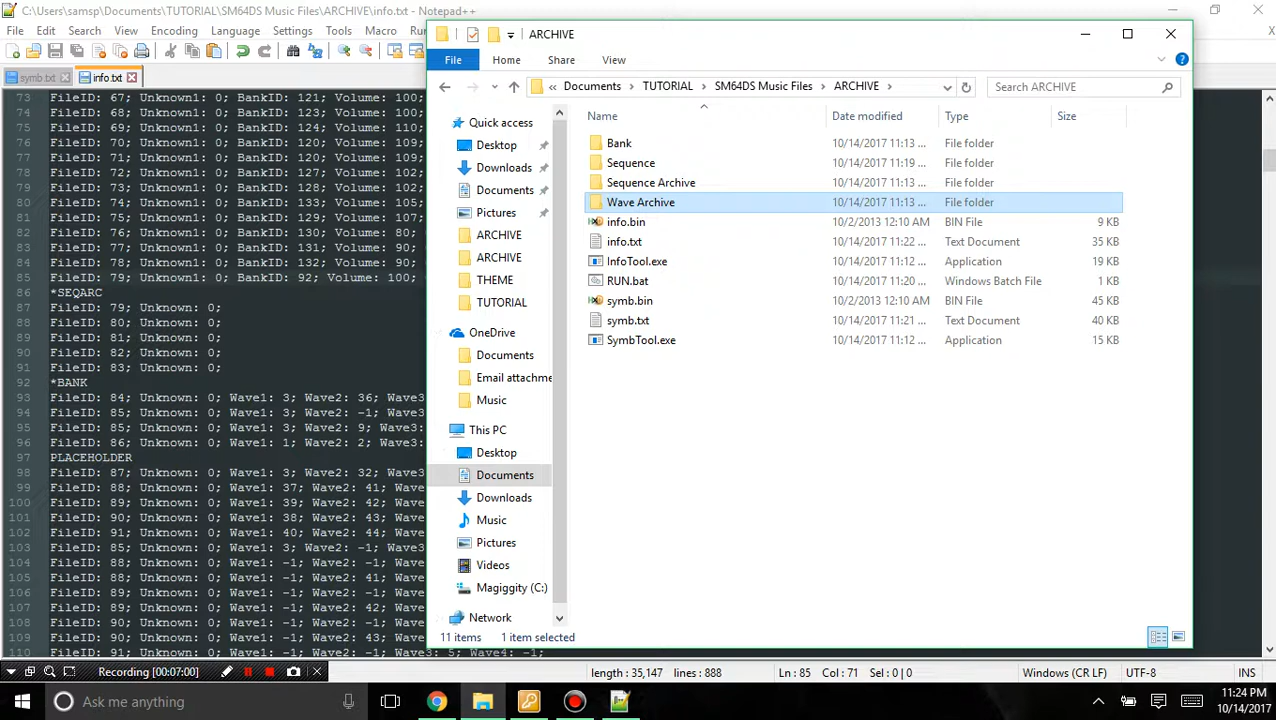 C:\Users\samsp\Documents\TUTORIAL\SM64DS Music Files\ARCHIVE\info.txt - Notepad++
File Edit Search View Encoding Language Settings Tools Macro Run
symb.txt info.txt
73 FileID: 67; Unknown1: 0; BankID: 121; Volume: 100;
74 FileID: 68; Unknown1: 0; BankID: 123; Volume: 100;
75 FileID: 69; Unknown1: 0; BankID: 124; Volume: 110;
76 FileID: 70; Unknown1: 0; BankID: 120; Volume: 109;
77 FileID: 71; Unknown1: 0; BankID: 120; Volume: 109;
78 FileID: 72; Unknown1: 0; BankID: 127; Volume: 102;
79 FileID: 73; Unknown1: 0; BankID: 128; Volume: 102;
80 FileID: 74; Unknown1: 0; BankID: 133; Volume: 105;
81 FileID: 75; Unknown1: 0; BankID: 129; Volume: 107;
82 FileID: 76; Unknown1: 0; BankID: 130; Volume: 80;
83 FileID: 77; Unknown1: 0; BankID: 131; Volume: 90;
84 FileID: 78; Unknown1: 0; BankID: 132; Volume: 90;
85 FileID: 79; Unknown1: 0; BankID: 92; Volume: 100;
86 *SEQARC
87 FileID: 79; Unknown: 0;
88 FileID: 80; Unknown: 0;
89 FileID: 81; Unknown: 0;
90 FileID: 82; Unknown: 0;
91 FileID: 83; Unknown: 0;
92 *BANK
93 FileID: 84; Unknown: 0; Wave1: 3; Wave2: 36; Wave3
94 FileID: 85; Unknown: 0; Wave1: 3; Wave2: -1; Wave3
95 FileID: 85; Unknown: 0; Wave1: 3; Wave2: 9; Wave3:
96 FileID: 86; Unknown: 0; Wave1: 1; Wave2: 2; Wave3:
97 PLACEHOLDER
98 FileID: 87; Unknown: 0; Wave1: 3; Wave2: 32; Wave3
99 FileID: 88; Unknown: 0; Wave1: 37; Wave2: 41; Wave
100 FileID: 89; Unknown: 0; Wave1: 39; Wave2: 42; Wave
101 FileID: 90; Unknown: 0; Wave1: 38; Wave2: 43; Wave
102 FileID: 91; Unknown: 0; Wave1: 40; Wave2: 44; Wave
103 FileID: 85; Unknown: 0; Wave1: 3; Wave2: -1; Wave3
104 FileID: 88; Unknown: 0; Wave1: -1; Wave2: -1; Wave
105 FileID: 88; Unknown: 0; Wave1: -1; Wave2: 41; Wave
106 FileID: 89; Unknown: 0; Wave1: -1; Wave2: -1; Wave
107 FileID: 89; Unknown: 0; Wave1: -1; Wave2: 42; Wave
108 FileID: 90; Unknown: 0; Wave1: -1; Wave2: -1; Wave
109 FileID: 90; Unknown: 0; Wave1: -1; Wave2: 43; Wave
110 FileID: 91; Unknown: 0; Wave1: -1; Wave2: -1; Wave3: 5; Wave4: -1;
ARCHIVE
File Home Share View
« Documents > TUTORIAL > SM64DS Music Files > ARCHIVE > Search ARCHIVE
Quick access
Desktop
Downloads
Documents
Pictures
ARCHIVE
ARCHIVE
THEME
TUTORIAL
OneDrive
Documents
Email attachme
Music
This PC
Desktop
Documents
Downloads
Music
Pictures
Videos
Magiggity (C:)
Network
Name Date modified Type Size
Bank 10/14/2017 11:13 ... File folder
Sequence 10/14/2017 11:19 ... File folder
Sequence Archive 10/14/2017 11:13 ... File folder
Wave Archive 10/14/2017 11:13 ... File folder
info.bin 10/2/2013 12:10 AM BIN File 9 KB
info.txt 10/14/2017 11:22 ... Text Document 35 KB
InfoTool.exe 10/14/2017 11:12 ... Application 19 KB
RUN.bat 10/14/2017 11:20 ... Windows Batch File 1 KB
symb.bin 10/2/2013 12:10 AM BIN File 45 KB
symb.txt 10/14/2017 11:21 ... Text Document 40 KB
SymbTool.exe 10/14/2017 11:12 ... Application 15 KB
11 items 1 item selected
Recording [00:07:00]
length : 35,147 lines : 888 Ln : 85 Col : 71 Sel : 0 | 0 Windows (CR LF) UTF-8 INS
Ask me anything
11:24 PM
10/14/2017